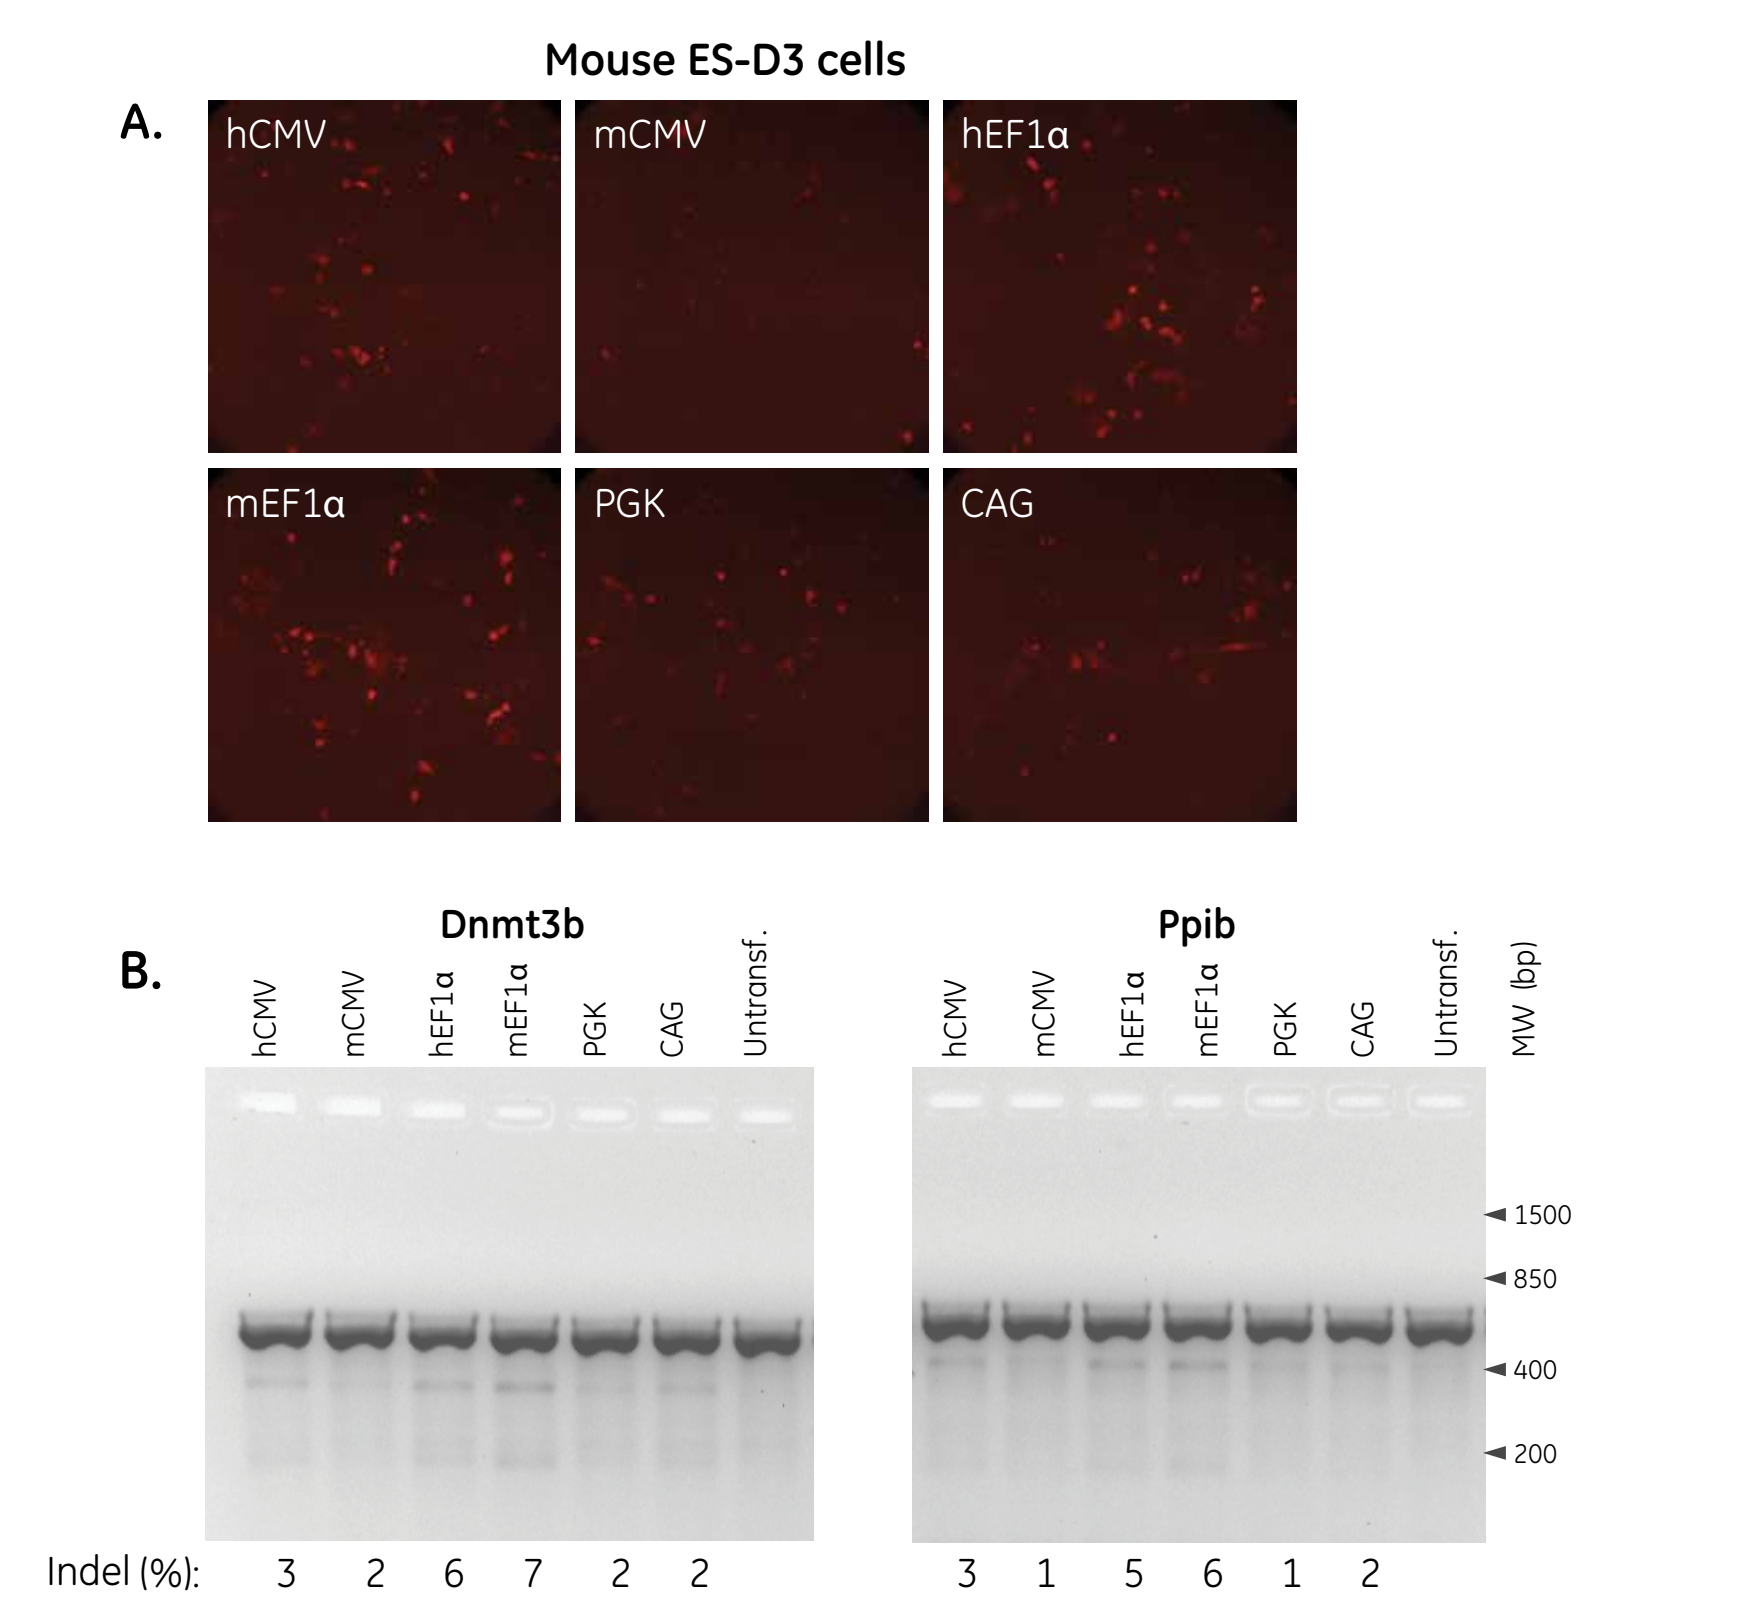 Mouse ES-D3 cells
A.
hCMV
mCMV
hEF1α
mEF1α
PGK
CAG
B.
Dnmt3b
hCMV
mCMV
hEF1α
mEF1α
PGK
CAG
Untransf.
Ppib
hCMV
mCMV
hEF1α
mEF1α
PGK
CAG
Untransf.
MW (bp)
1500
850
400
200
Indel (%): 3 2 6 7 2 2 3 1 5 6 1 2